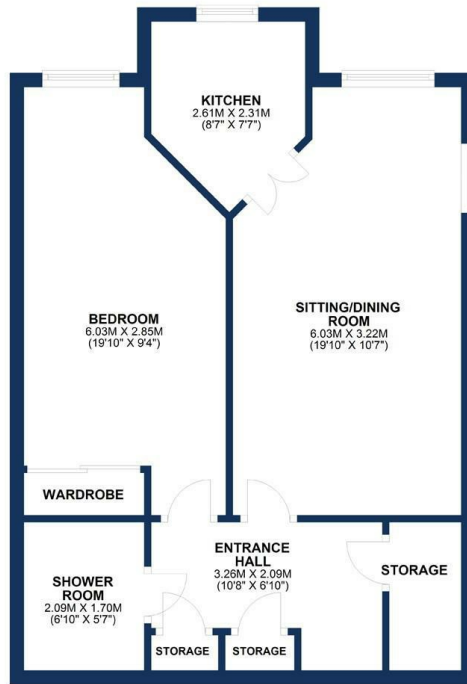 KITCHEN
2.61M X 2.31M
(8'7" X 7'7")
BEDROOM
6.03M X 2.85M
(19'10" X 9'4")
SITTING/DINING
ROOM
6.03M X 3.22M
(19'10" X 10'7")
WARDROBE
ENTRANCE
HALL
3.26M X 2.09M
(10'8" X 6'10")
STORAGE
SHOWER
ROOM
2.09M X 1.70M
(6'10" X 5'7")
STORAGE
STORAGE